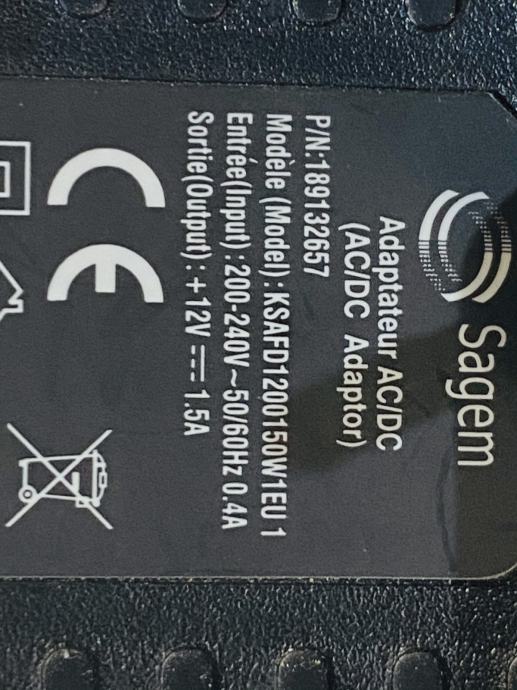 Sagem
Adaptateur AC/DC
(AC/DC Adaptor)
P/N:189132657
Modèle (Model):KSAFD1200150W1EU 1
Entrée(Input):200-240V~50/60Hz 0.4A
Sortie(Output):+12V⎓1.5A
CE